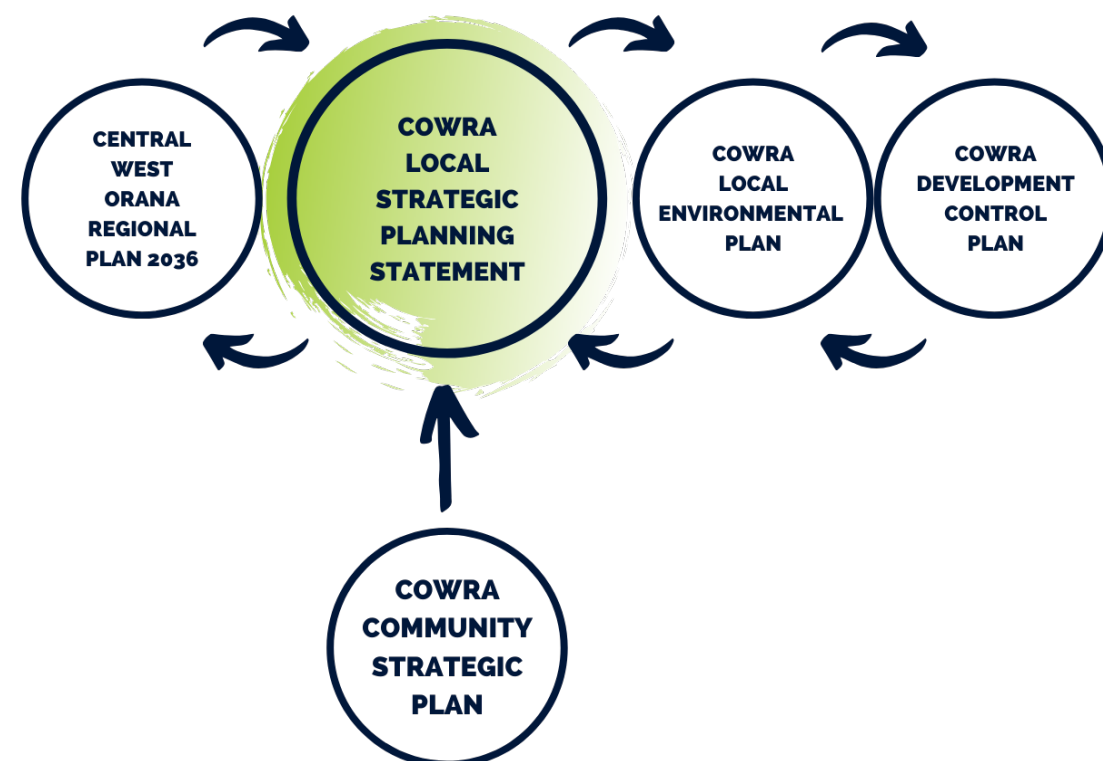 CENTRAL
WEST
ORANA
REGIONAL
PLAN 2036
COWRA
LOCAL
STRATEGIC
PLANNING
STATEMENT
COWRA
LOCAL
ENVIRONMENTAL
PLAN
COWRA
DEVELOPMENT
CONTROL
PLAN
COWRA
COMMUNITY
STRATEGIC
PLAN